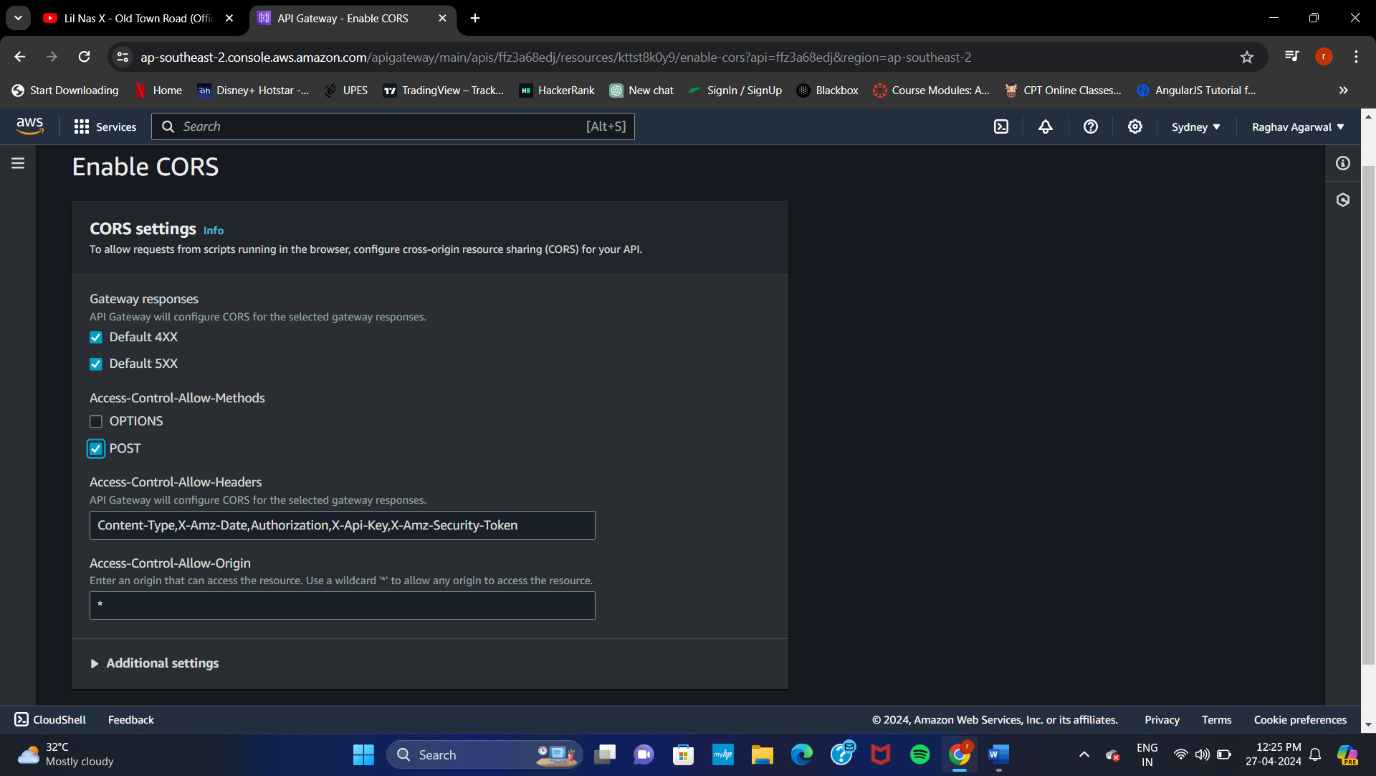 Lil Nas X - Old Town Road (Offi
API Gateway - Enable CORS
ap-southeast-2.console.aws.amazon.com/apigateway/main/apis/ffz3a68edj/resources/kttst8k0y9/enable-cors?api=ffz3a68edj&region=ap-southeast-2
r
Start Downloading
Home
Disney+ Hotstar -...
UPES
TradingView – Track...
HackerRank
New chat
SignIn / SignUp
Blackbox
Course Modules: A...
CPT Online Classes...
AngularJS Tutorial f...
aws
Services
Search
[Alt+S]
Sydney
Raghav Agarwal
Enable CORS
CORS settings Info
To allow requests from scripts running in the browser, configure cross-origin resource sharing (CORS) for your API.
Gateway responses
API Gateway will configure CORS for the selected gateway responses.
Default 4XX
Default 5XX
Access-Control-Allow-Methods
OPTIONS
POST
Access-Control-Allow-Headers
API Gateway will configure CORS for the selected gateway responses.
Content-Type,X-Amz-Date,Authorization,X-Api-Key,X-Amz-Security-Token
Access-Control-Allow-Origin
Enter an origin that can access the resource. Use a wildcard '*' to allow any origin to access the resource.
*
Additional settings
CloudShell
Feedback
© 2024, Amazon Web Services, Inc. or its affiliates.
Privacy
Terms
Cookie preferences
32°C
Mostly cloudy
Search
myhp
ENG
IN
12:25 PM
27-04-2024
PRE